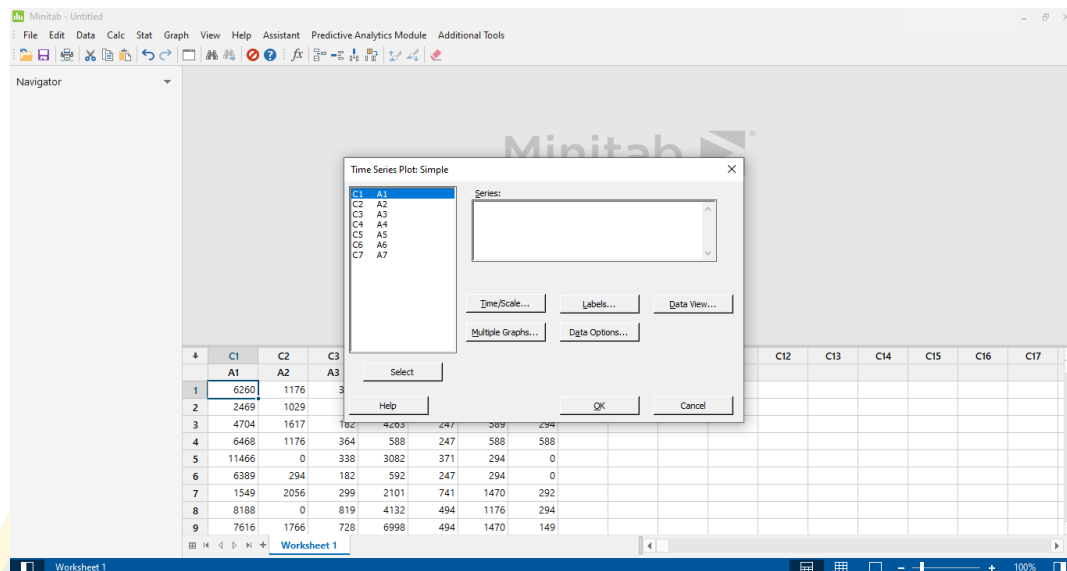 Minitab - Untitled
File Edit Data Calc Stat Graph View Help Assistant Predictive Analytics Module Additional Tools
Navigator
Minitab
Time Series Plot: Simple
C1 A1
C2 A2
C3 A3
C4 A4
C5 A5
C6 A6
C7 A7
Series:
Time/Scale... Labels... Data View...
Multiple Graphs... Data Options...
Select
Help OK Cancel
C1 C2 C3 C12 C13 C14 C15 C16 C17
A1 A2 A3
1 6260 1176 3
2 2469 1029
3 4704 1617 182 4263 247 589 294
4 6468 1176 364 588 247 588 588
5 11466 0 338 3082 371 294 0
6 6389 294 182 592 247 294 0
7 1549 2056 299 2101 741 1470 292
8 8188 0 819 4132 494 1176 294
9 7616 1766 728 6998 494 1470 149
Worksheet 1
Worksheet 1 100%